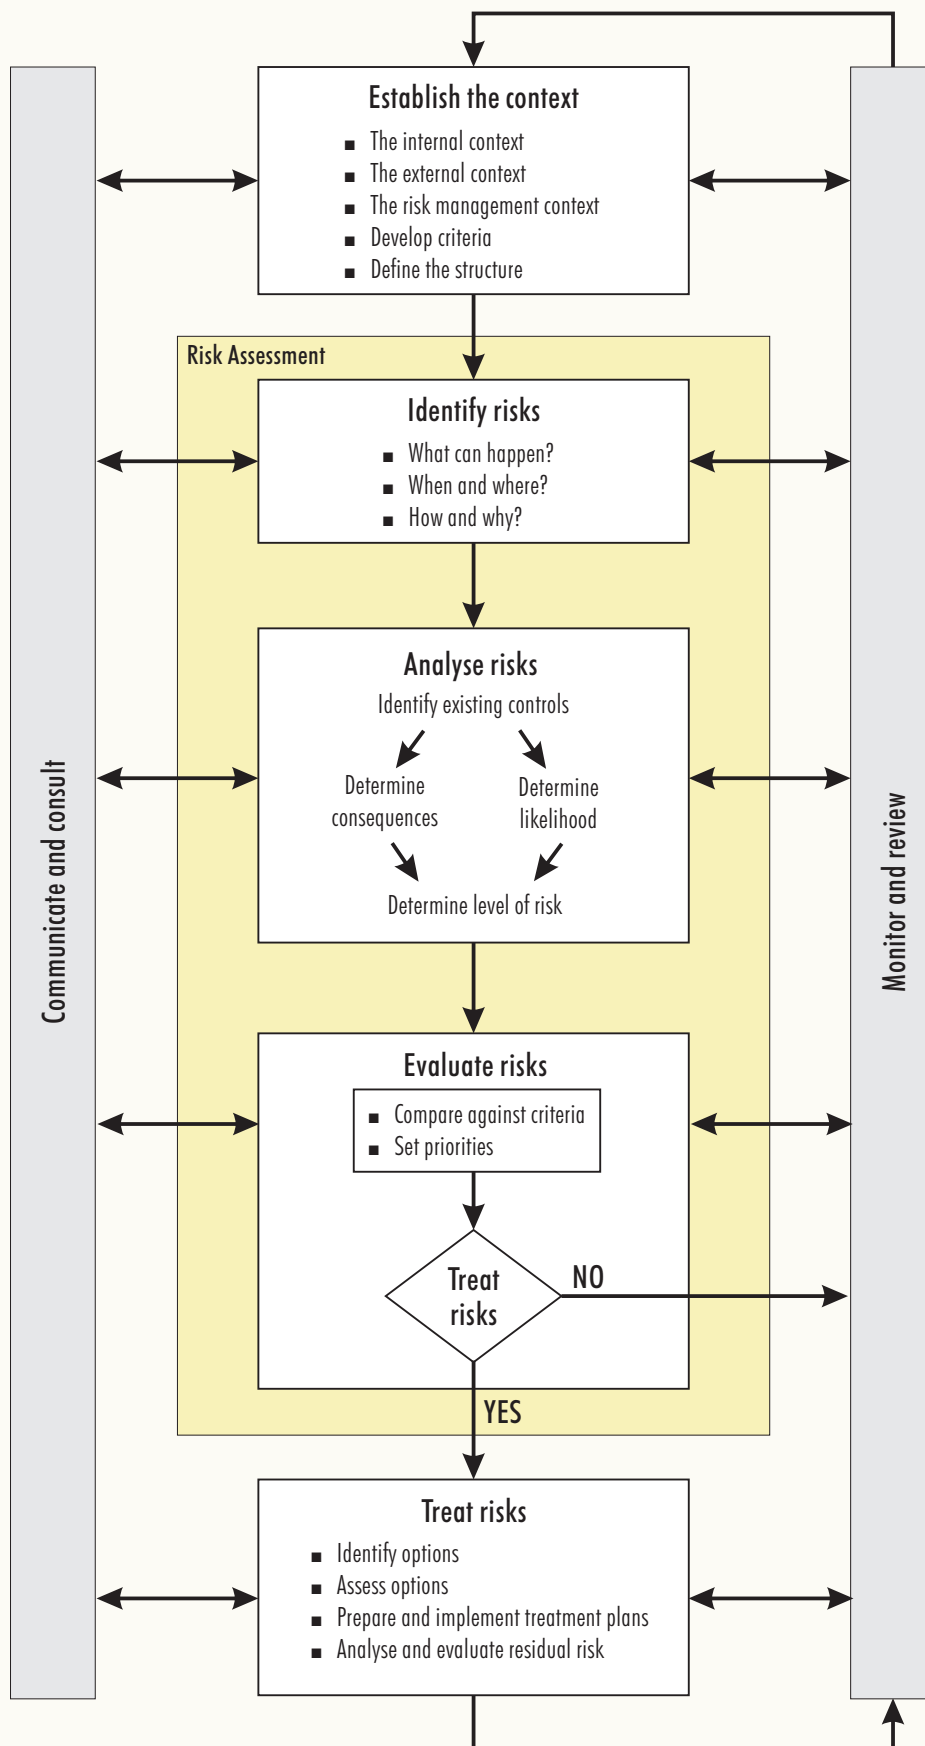 Establish the context
■ The internal context
■ The external context
■ The risk management context
■ Develop criteria
■ Define the structure
Risk Assessment
Identify risks
■ What can happen?
■ When and where?
■ How and why?
Analyse risks
Identify existing controls
Determine
consequences
Determine
likelihood
Determine level of risk
Evaluate risks
■ Compare against criteria
■ Set priorities
Treat
risks
NO
YES
Treat risks
■ Identify options
■ Assess options
■ Prepare and implement treatment plans
■ Analyse and evaluate residual risk
Communicate and consult
Monitor and review